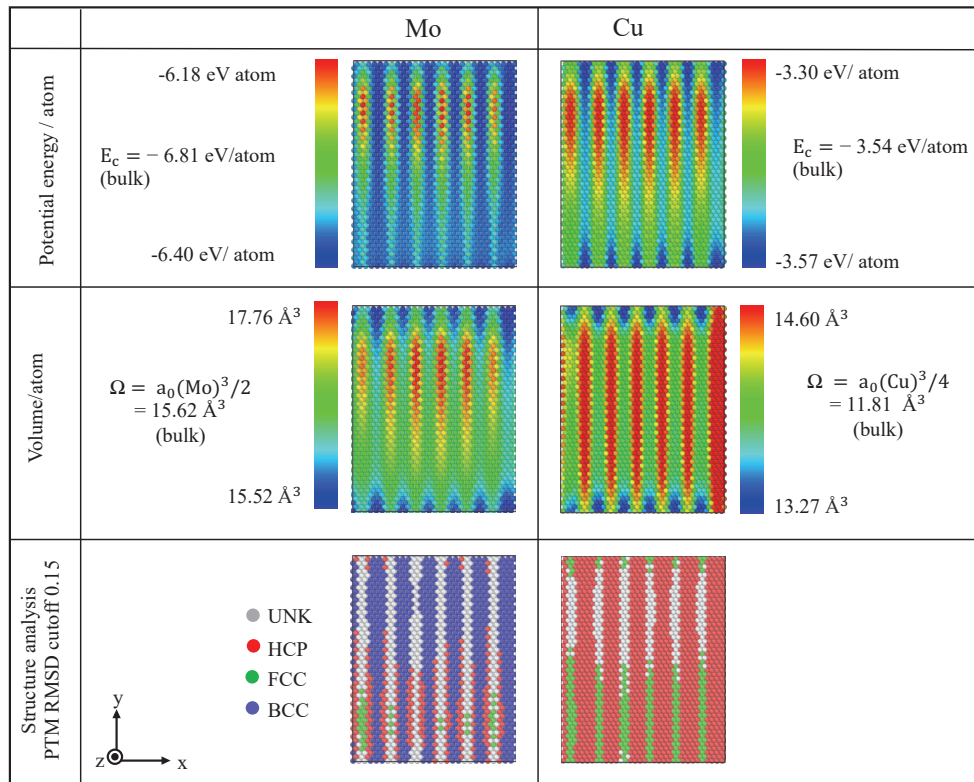 Mo
Cu
Potential energy / atom
-6.18 eV atom
E_c = − 6.81 eV/atom
(bulk)
-6.40 eV/ atom
-3.30 eV/ atom
E_c = − 3.54 eV/atom
(bulk)
-3.57 eV/ atom
Volume/atom
17.76 Å³
Ω = a₀(Mo)³/2
= 15.62 Å³
(bulk)
15.52 Å³
14.60 Å³
Ω = a₀(Cu)³/4
= 11.81 Å³
(bulk)
13.27 Å³
Structure analysis
PTM RMSD cutoff 0.15
UNK
HCP
FCC
BCC
y
z
x